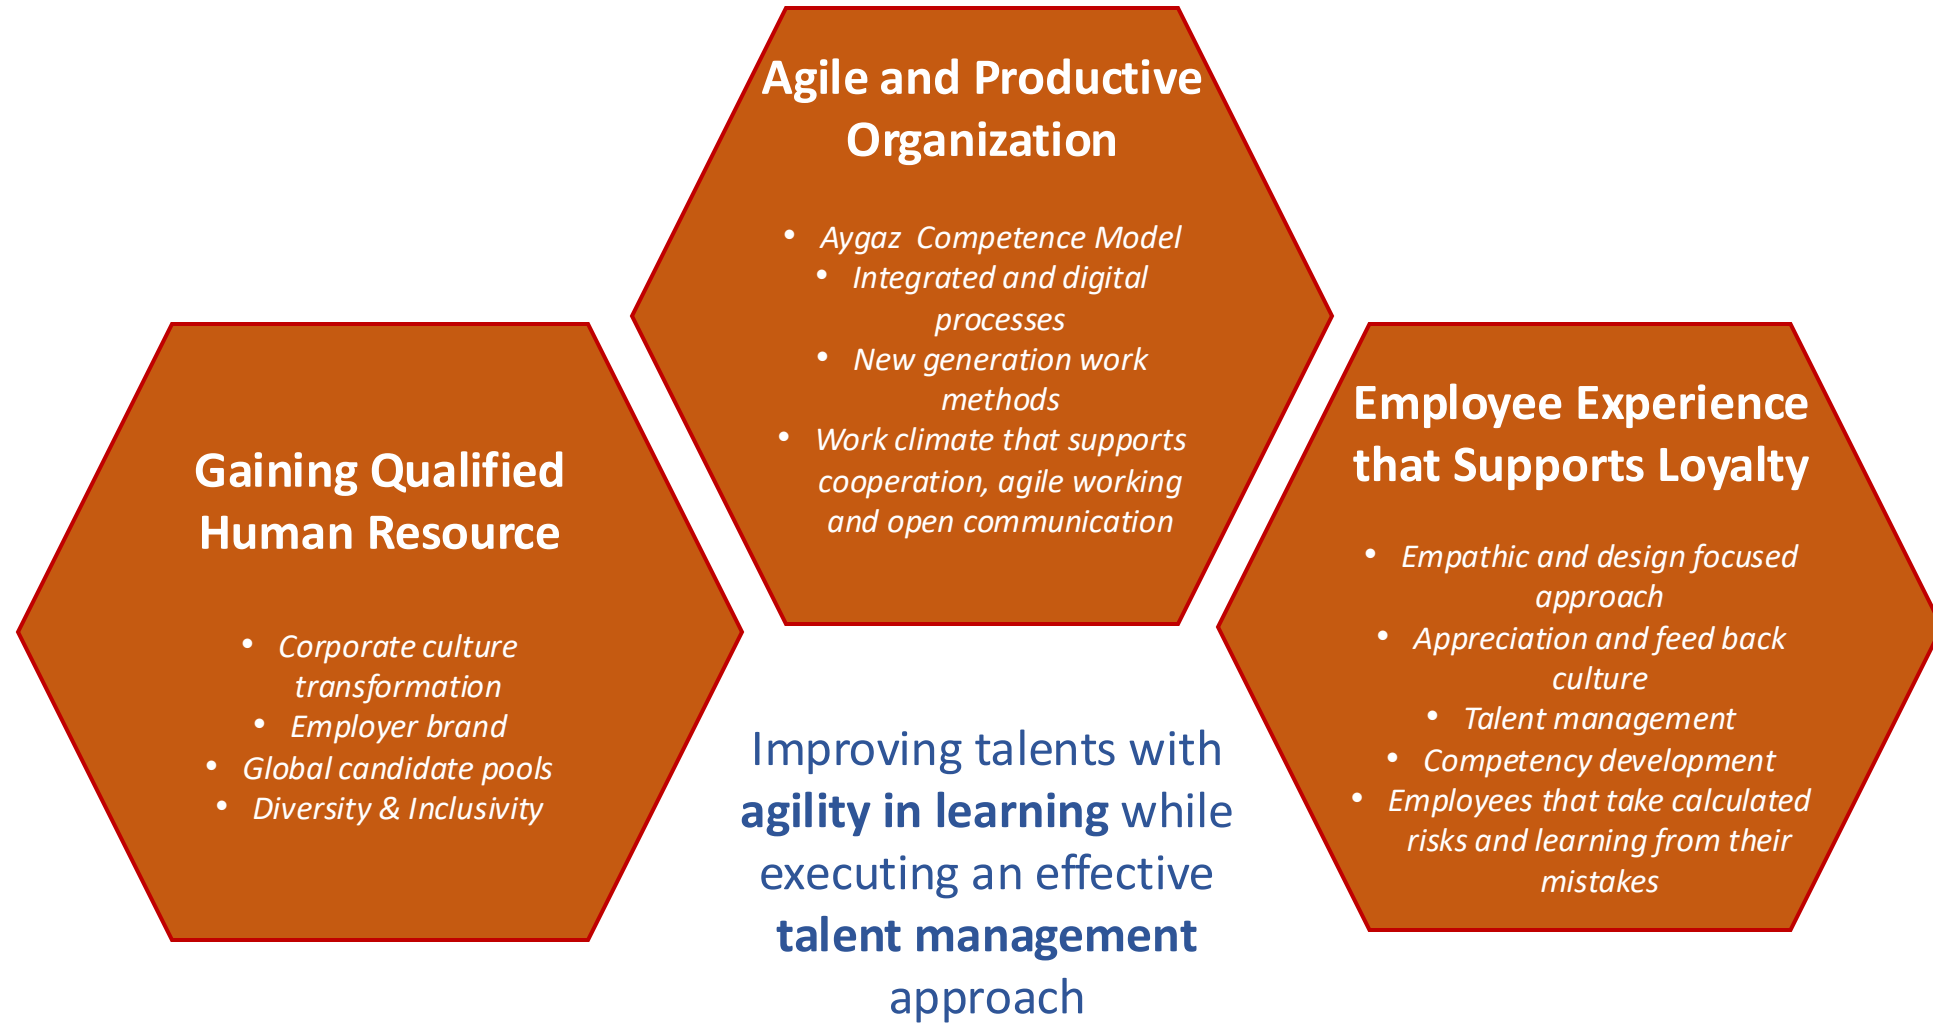 Agile and Productive
Organization
• Aygaz  Competence Model
• Integrated and digital
processes
• New generation work
methods
• Work climate that supports
cooperation, agile working
and open communication
Gaining Qualified
Human Resource
• Corporate culture
transformation
• Employer brand
• Global candidate pools
• Diversity & Inclusivity
Employee Experience
that Supports Loyalty
• Empathic and design focused
approach
• Appreciation and feed back
culture
• Talent management
• Competency development
• Employees that take calculated
risks and learning from their
mistakes
Improving talents with
agility in learning while
executing an effective
talent management
approach